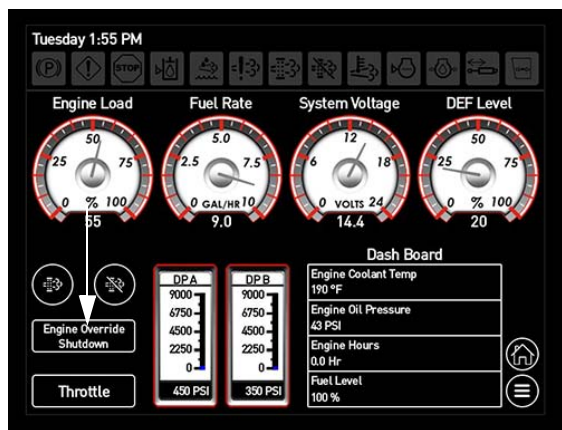 Tuesday 1:55 PM
(P) STOP
Engine Load Fuel Rate System Voltage DEF Level
50 5.0 12 50
25 75 2.5 7.5 6 18 25 75
0 % 100 0 GAL/HR 10 0 VOLTS 24 0 % 100
55 9.0 14.4 20
Dash Board
DP A DP B
Engine Coolant Temp
190 °F
9000 9000
6750 6750
Engine Oil Pressure
43 PSI
4500 4500
Engine Override
Shutdown
2250 2250
Engine Hours
0.0 Hr
0 0
Fuel Level
100 %
Throttle
450 PSI 350 PSI